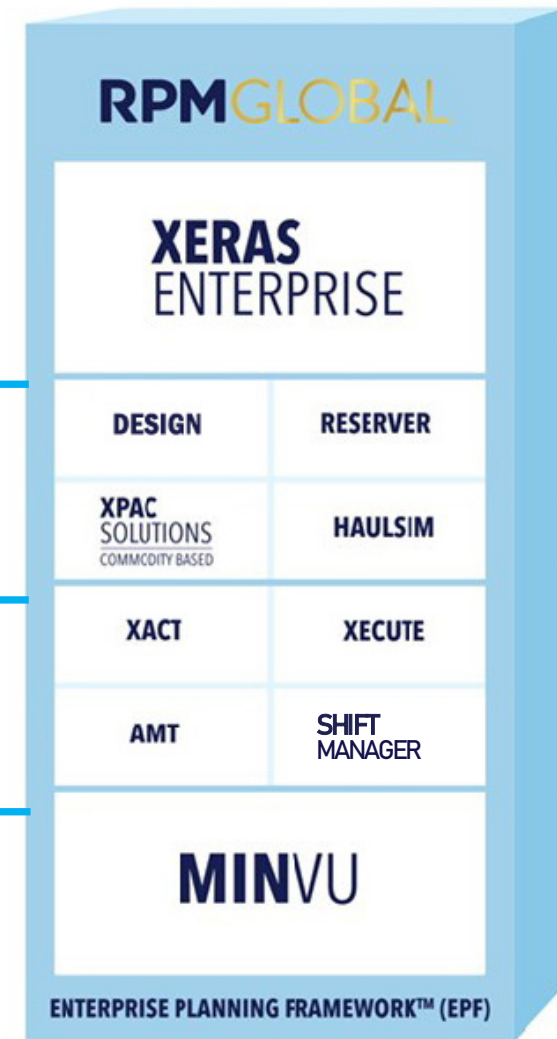 RPMGLOBAL
XERAS
ENTERPRISE
DESIGN
RESERVER
XPAC
SOLUTIONS
COMMCDITY BASED
HAULSIM
XACT
XECUTE
AMT
SHIFT
MANAGER
MINVU
ENTERPRISE PLANNING FRAMEWORK™ (EPF)